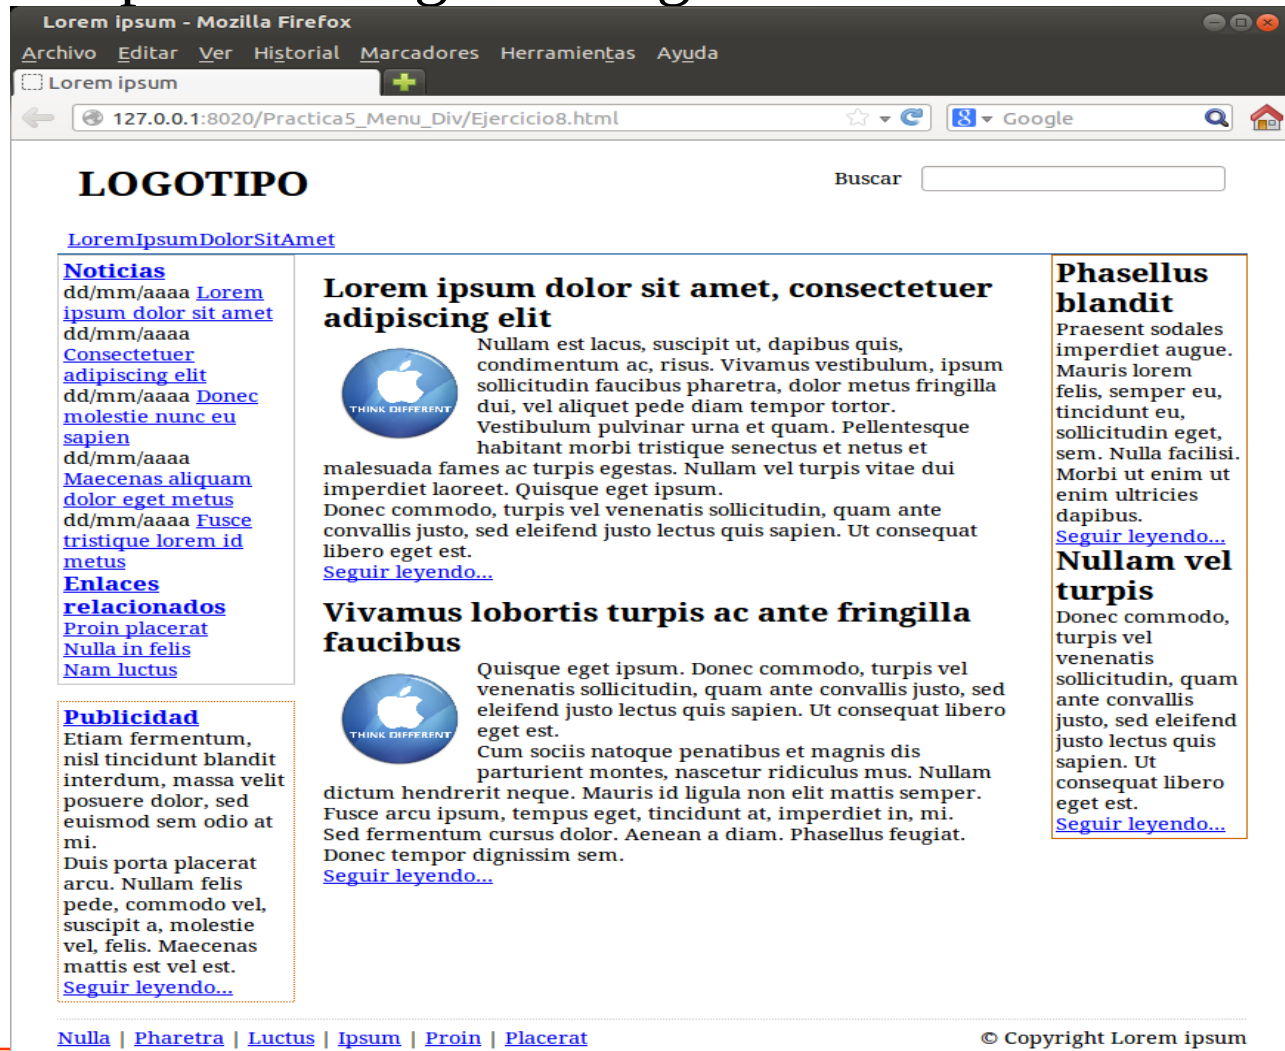 Lorem ipsum - Mozilla Firefox
Archivo Editar Ver Historial Marcadores Herramientas Ayuda
Lorem ipsum
127.0.0.1:8020/Practica5_Menu_Div/Ejercicio8.html
8 Google
LOGOTIPO
Buscar
LoremIpsumDolorSitAmet
Noticias
dd/mm/aaaa Lorem
ipsum dolor sit amet
dd/mm/aaaa
Consectetuer
adipiscing elit
dd/mm/aaaa Donec
molestie nunc eu
sapien
dd/mm/aaaa
Maecenas aliquam
dolor eget metus
dd/mm/aaaa Fusce
tristique lorem id
metus
Enlaces
relacionados
Proin placerat
Nulla in felis
Nam luctus
Publicidad
Etiam fermentum,
nisl tincidunt blandit
interdum, massa velit
posuere dolor, sed
euismod sem odio at
mi.
Duis porta placerat
arcu. Nullam felis
pede, commodo vel,
suscipit a, molestie
vel, felis. Maecenas
mattis est vel est.
Seguir leyendo...
Lorem ipsum dolor sit amet, consectetuer
adipiscing elit
THINK DIFFERENT
Nullam est lacus, suscipit ut, dapibus quis,
condimentum ac, risus. Vivamus vestibulum, ipsum
sollicitudin faucibus pharetra, dolor metus fringilla
dui, vel aliquet pede diam tempor tortor.
Vestibulum pulvinar urna et quam. Pellentesque
habitant morbi tristique senectus et netus et
malesuada fames ac turpis egestas. Nullam vel turpis vitae dui
imperdiet laoreet. Quisque eget ipsum.
Donec commodo, turpis vel venenatis sollicitudin, quam ante
convallis justo, sed eleifend justo lectus quis sapien. Ut consequat
libero eget est.
Seguir leyendo...
Vivamus lobortis turpis ac ante fringilla
faucibus
THINK DIFFERENT
Quisque eget ipsum. Donec commodo, turpis vel
venenatis sollicitudin, quam ante convallis justo, sed
eleifend justo lectus quis sapien. Ut consequat libero
eget est.
Cum sociis natoque penatibus et magnis dis
parturient montes, nascetur ridiculus mus. Nullam
dictum hendrerit neque. Mauris id ligula non elit mattis semper.
Fusce arcu ipsum, tempus eget, tincidunt at, imperdiet in, mi.
Sed fermentum cursus dolor. Aenean a diam. Phasellus feugiat.
Donec tempor dignissim sem.
Seguir leyendo...
Phasellus
blandit
Praesent sodales
imperdiet augue.
Mauris lorem
felis, semper eu,
tincidunt eu,
sollicitudin eget,
sem. Nulla facilisi.
Morbi ut enim ut
enim ultricies
dapibus.
Seguir leyendo...
Nullam vel
turpis
Donec commodo,
turpis vel
venenatis
sollicitudin, quam
ante convallis
justo, sed eleifend
justo lectus quis
sapien. Ut
consequat libero
eget est.
Seguir leyendo...
Nulla | Pharetra | Luctus | Ipsum | Proin | Placerat
© Copyright Lorem ipsum